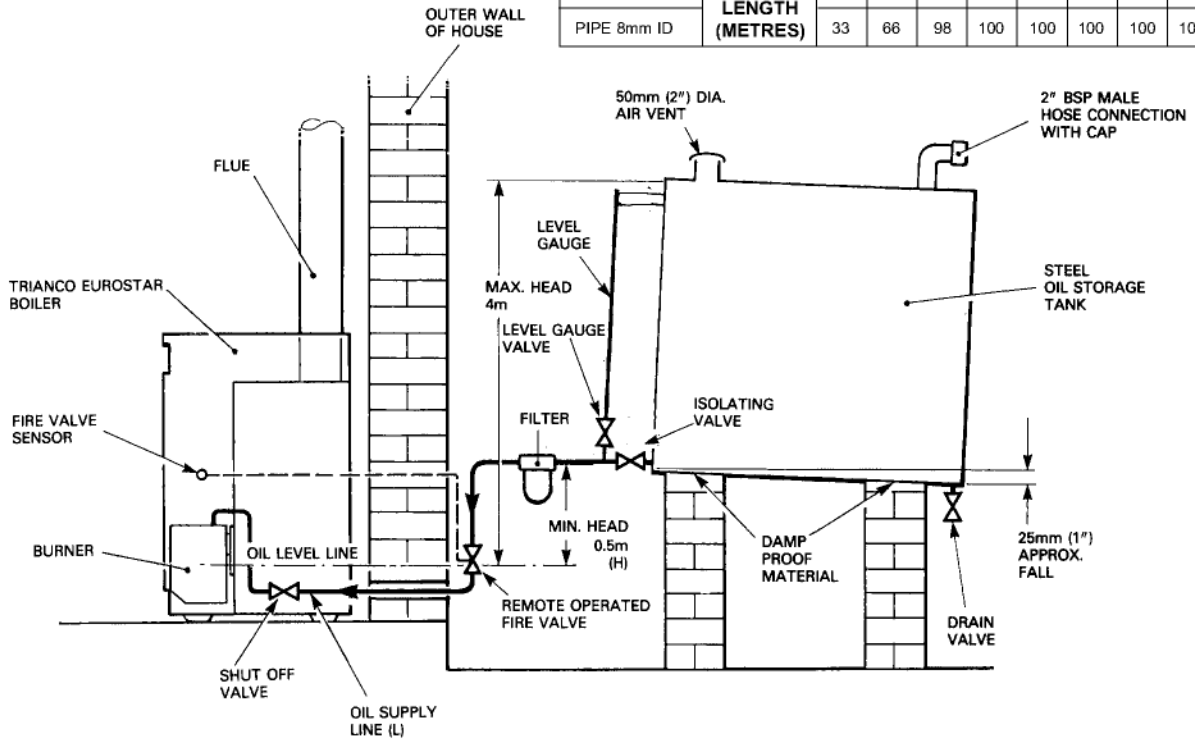 LENGTH
(METRES)
PIPE 8mm ID
33
66
98
100
100
100
100
OUTER WALL
OF HOUSE
50mm (2") DIA.
AIR VENT
2" BSP MALE
HOSE CONNECTION
WITH CAP
FLUE
LEVEL
GAUGE
TRIANCO EUROSTAR
BOILER
MAX. HEAD
4m
STEEL
OIL STORAGE
TANK
LEVEL GAUGE
VALVE
ISOLATING
VALVE
FILTER
FIRE VALVE
SENSOR
MIN. HEAD
0.5m
(H)
BURNER
OIL LEVEL LINE
DAMP
PROOF
MATERIAL
25mm (1")
APPROX.
FALL
REMOTE OPERATED
FIRE VALVE
DRAIN
VALVE
SHUT OFF
VALVE
OIL SUPPLY
LINE (L)